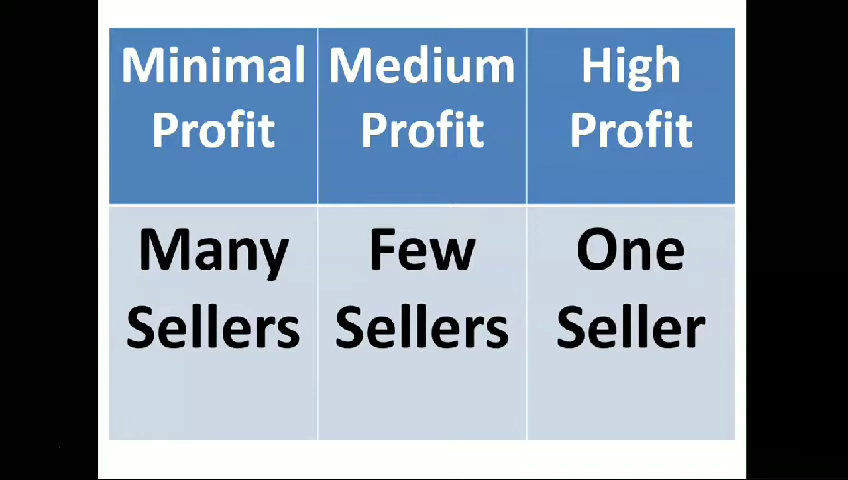 Minimal Profit
Medium Profit
High Profit
Many Sellers
Few Sellers
One Seller